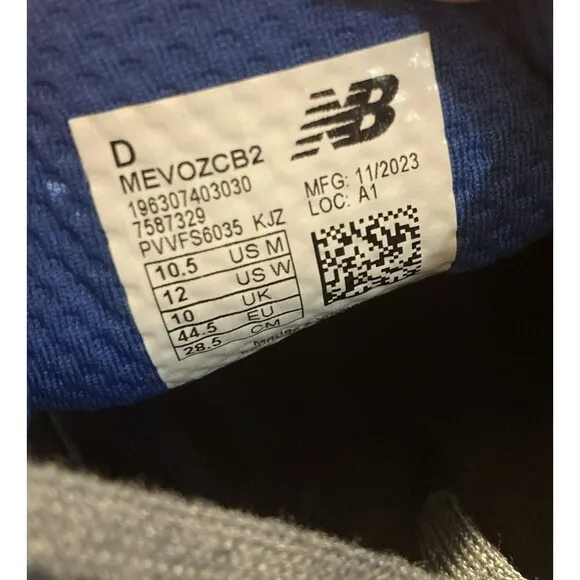 D
NB
MEVOZCB2
196307403030
7587329
PVVFS6035 KJZ
MFG: 11/2023
LOC: A1
10.5 US M
12 US W
10 UK
44.5 EU
28.5 CM